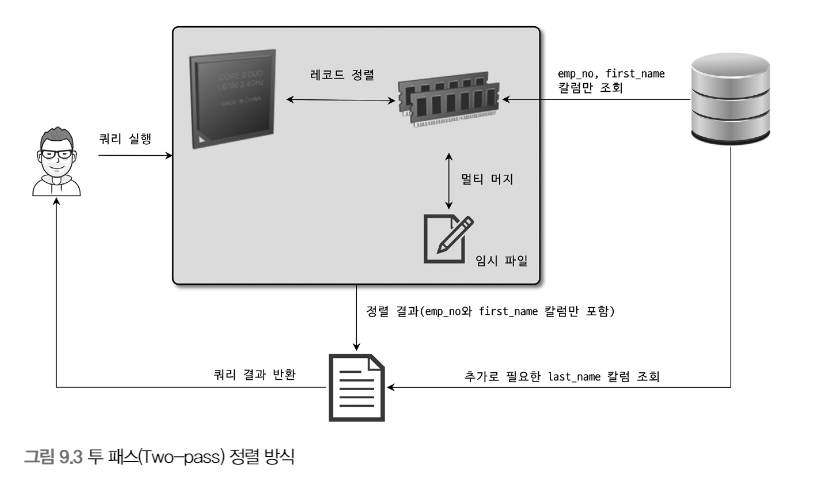 레코드 정렬
emp_no, first_name
칼럼만 조회
CORE 2 DUO
쿼리 실행
멀티 머지
임시 파일
정렬 결과(emp_no와 first_name 칼럼만 포함)
쿼리 결과 반환
추가로 필요한 last_name 칼럼 조회
그림 9.3 투 패스(Two-pass) 정렬 방식